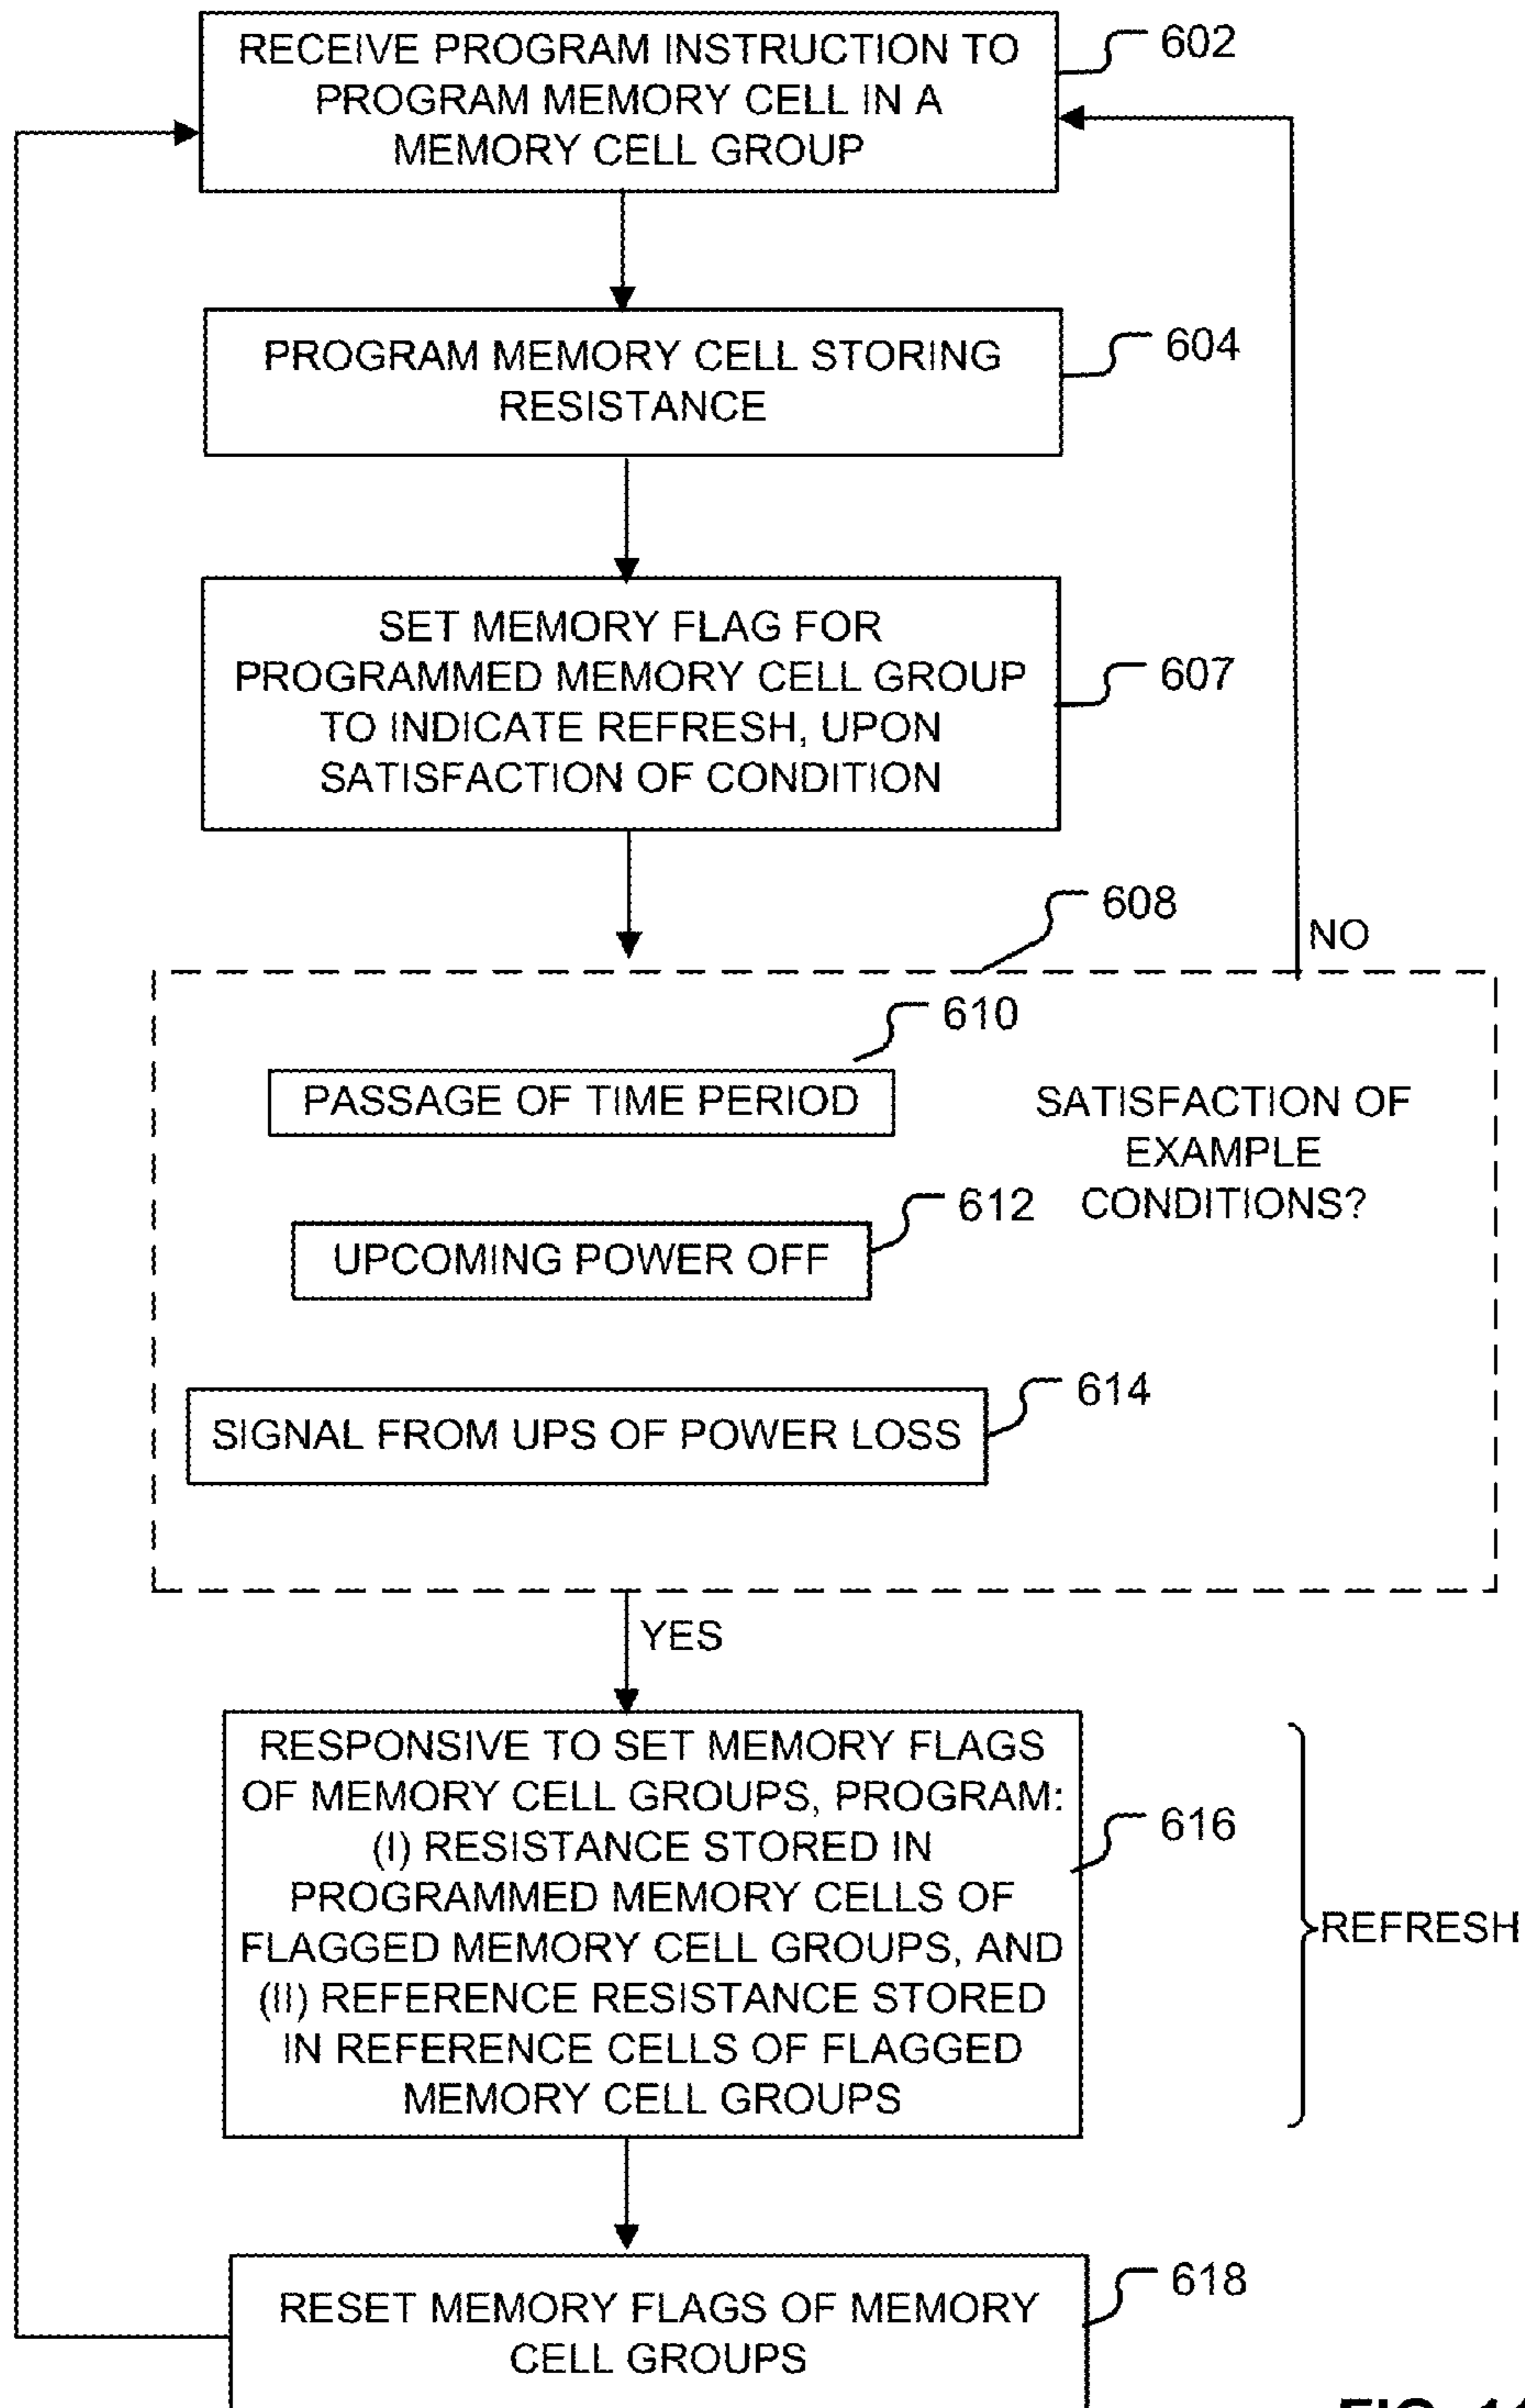 RECEIVE PROGRAM INSTRUCTION TO
PROGRAM MEMORY CELL IN A
MEMORY CELL GROUP
602
PROGRAM MEMORY CELL STORING
RESISTANCE
604
SET MEMORY FLAG FOR
PROGRAMMED MEMORY CELL GROUP
TO INDICATE REFRESH, UPON
SATISFACTION OF CONDITION
607
608
NO
610
PASSAGE OF TIME PERIOD
SATISFACTION OF
EXAMPLE
CONDITIONS?
612
UPCOMING POWER OFF
614
SIGNAL FROM UPS OF POWER LOSS
YES
RESPONSIVE TO SET MEMORY FLAGS
OF MEMORY CELL GROUPS, PROGRAM:
(I) RESISTANCE STORED IN
PROGRAMMED MEMORY CELLS OF
FLAGGED MEMORY CELL GROUPS, AND
(II) REFERENCE RESISTANCE STORED
IN REFERENCE CELLS OF FLAGGED
MEMORY CELL GROUPS
616
REFRESH
RESET MEMORY FLAGS OF MEMORY
CELL GROUPS
618